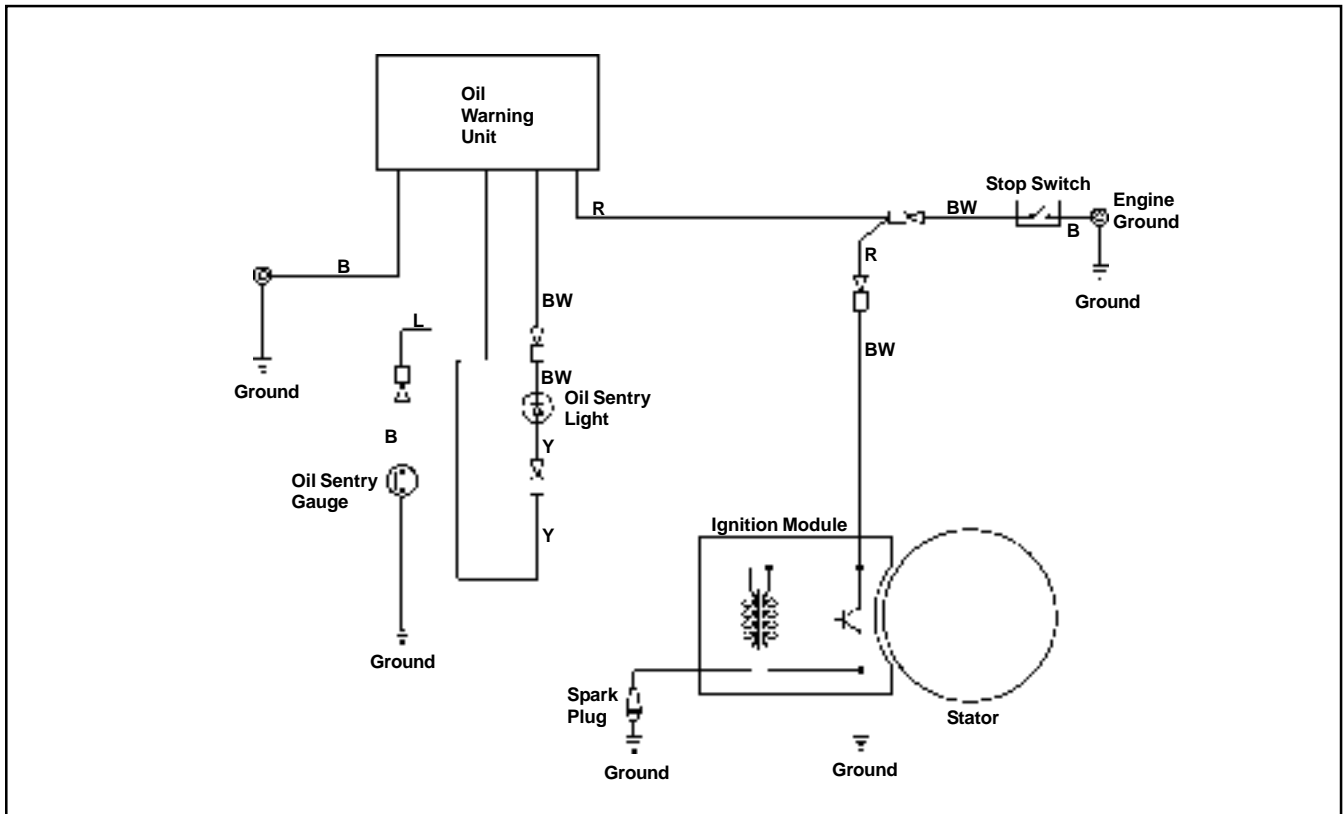 Oil
Warning
Unit
Stop Switch
R
BW
B
Engine
Ground
B
R
Ground
BW
L
BW
Ground
BW
Oil Sentry
Light
B
Y
Oil Sentry
Gauge
Ignition Module
Y
Ground
Spark
Plug
Stator
Ground
Ground